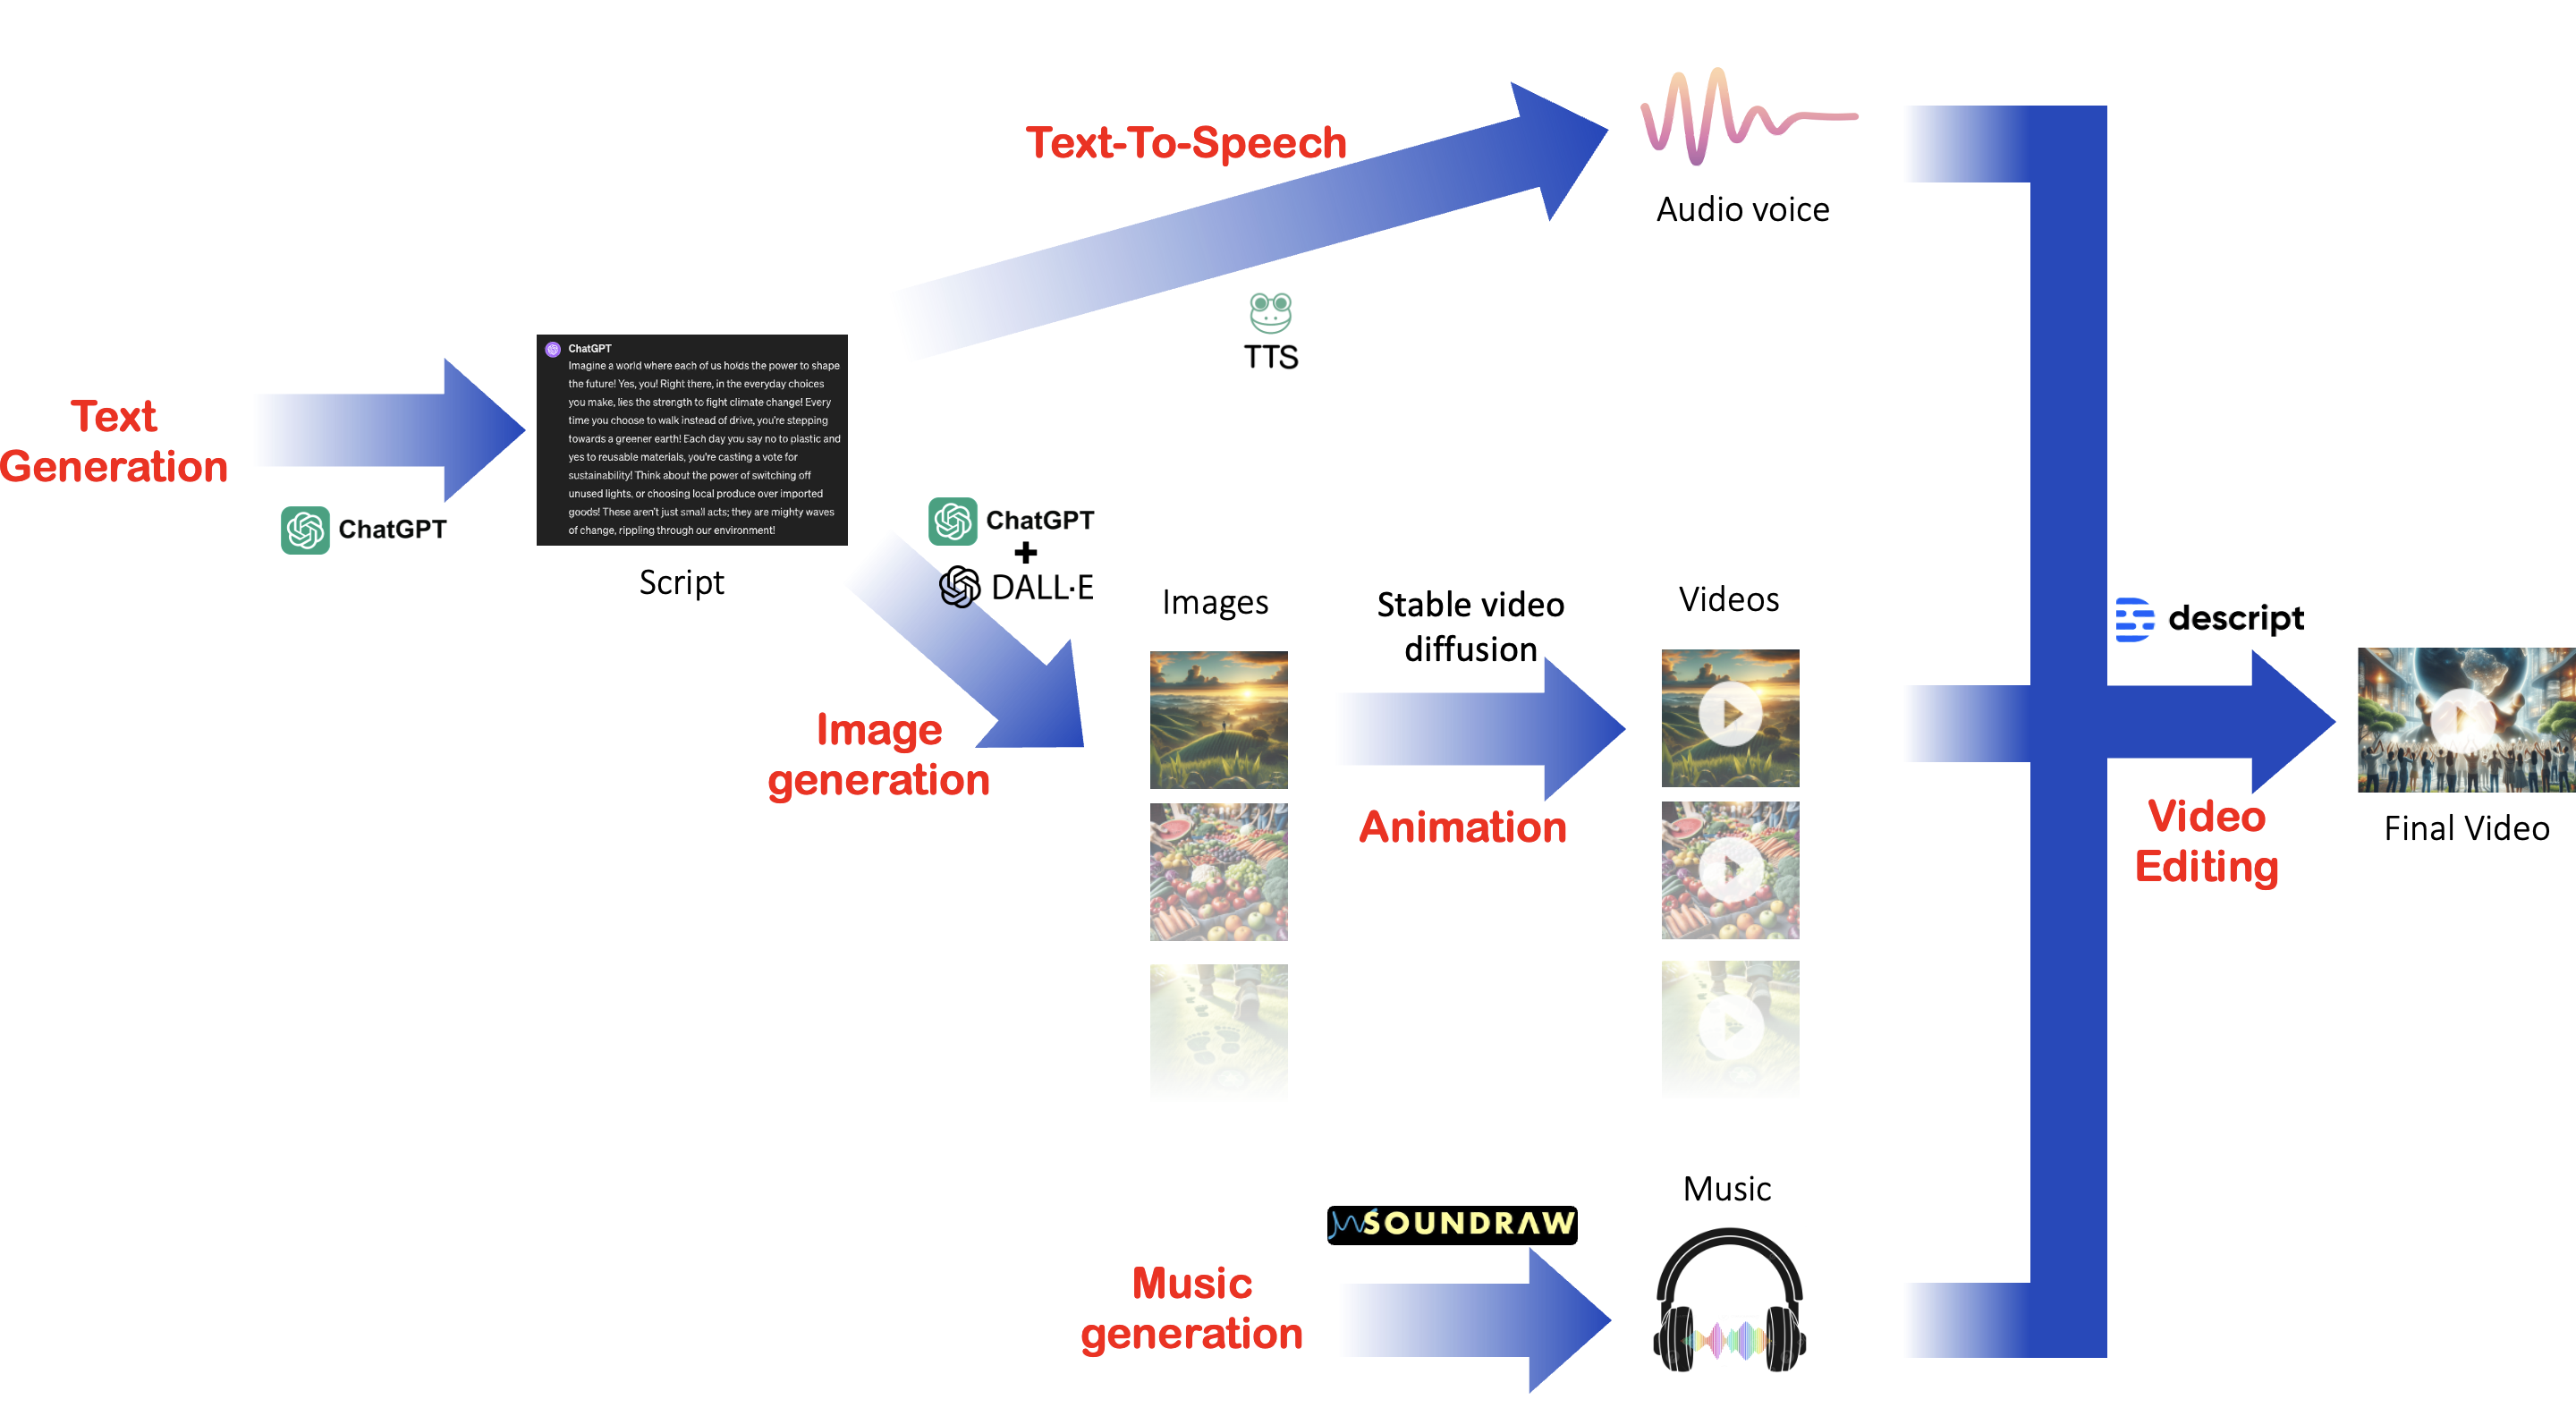 Text-To-Speech
Audio voice
TTS
Text
Generation
ChatGPT
ChatGPT
Imagine a world where each of us holds the power to shape
the future! Yes, you! Right there, in the everyday choices
you make, lies the strength to fight climate change! Every
time you choose to walk instead of drive, you're stepping
towards a greener earth! Each day you say no to plastic and
yes to reusable materials, you're casting a vote for
sustainability! Think about the power of switching off
unused lights, or choosing local produce over imported
goods! These aren't just small acts; they are mighty waves
of change, rippling through our environment!
Script
ChatGPT
+
DALL·E
Image
generation
Images
Stable video
diffusion
Animation
Videos
descript
Video
Editing
Final Video
SOUNDRAW
Music
generation
Music